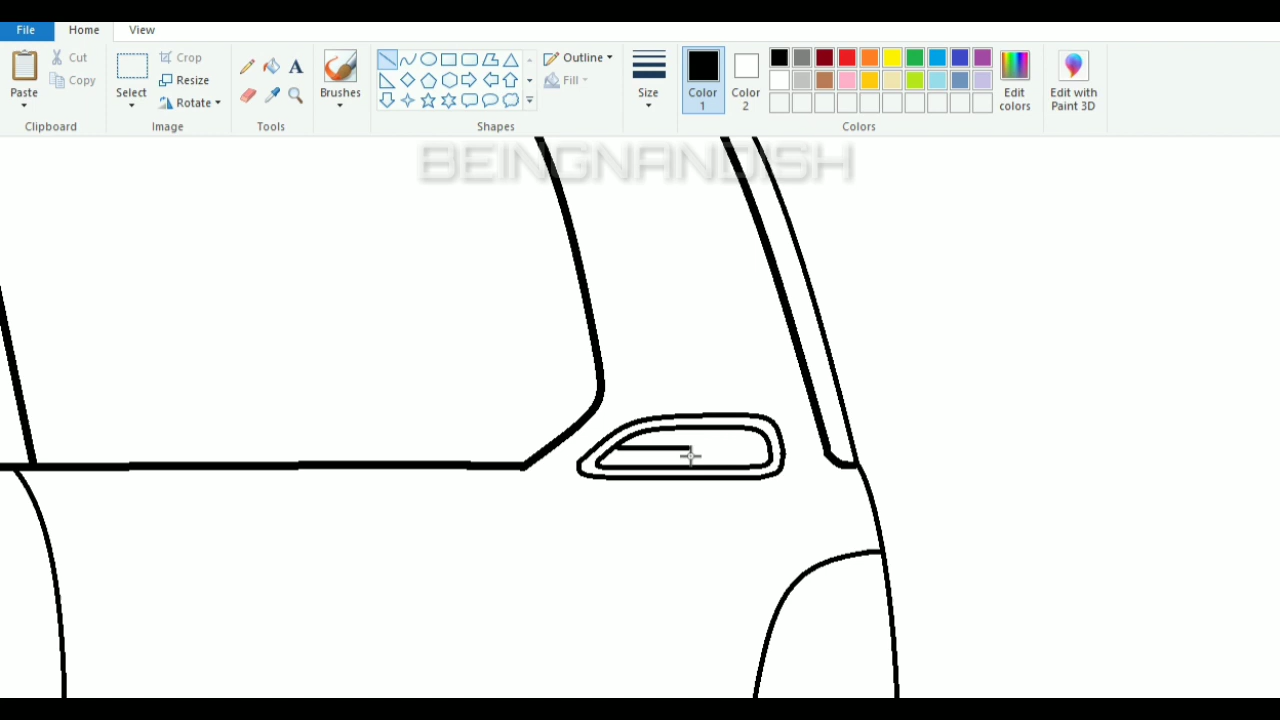 File Home View
Paste
Cut
Copy
Clipboard
Select
Crop
Resize
Rotate
Image
Tools
Brushes
Outline
Fill
Shapes
Size
Color 1
Color 2
Edit colors
Edit with Paint 3D
Colors
BEINGNANDISH